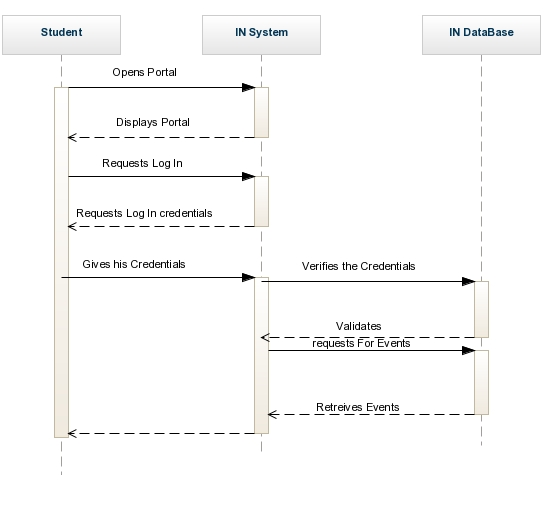 Student
IN System
IN DataBase
Opens Portal
Displays Portal
Requests Log In
Requests Log In credentials
Gives his Credentials
Verifies the Credentials
Validates
requests For Events
Retreives Events